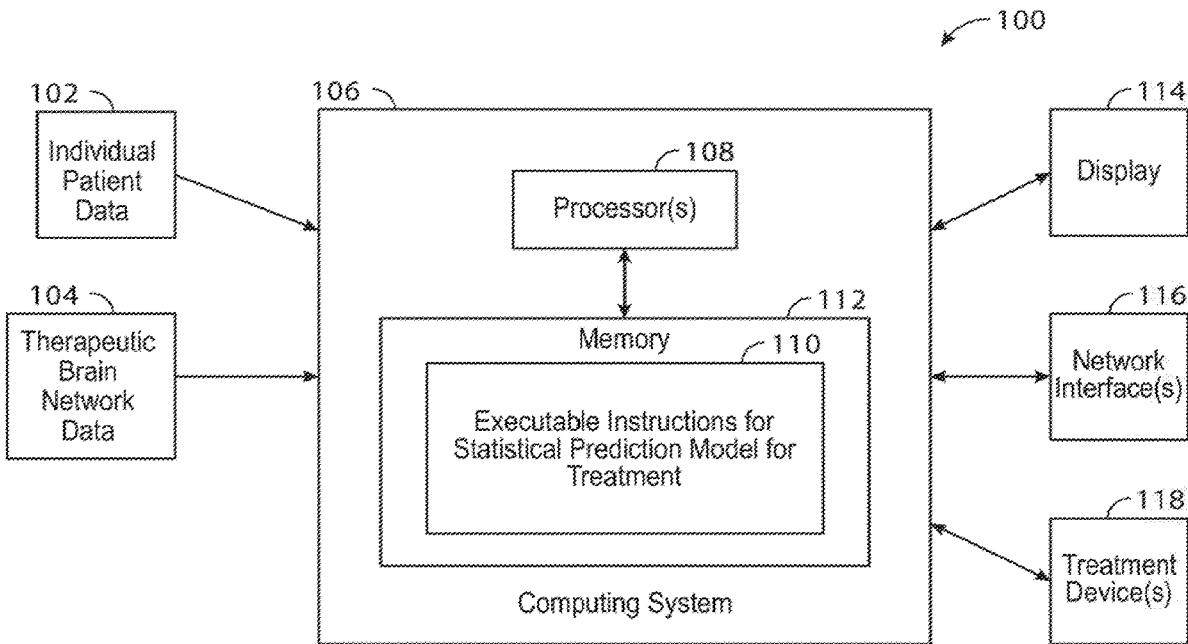 100
102
Individual
Patient
Data
104
Therapeutic
Brain
Network
Data
106
108
Processor(s)
112
Memory
110
Executable Instructions for
Statistical Prediction Model for
Treatment
Computing System
114
Display
116
Network
Interface(s)
118
Treatment
Device(s)